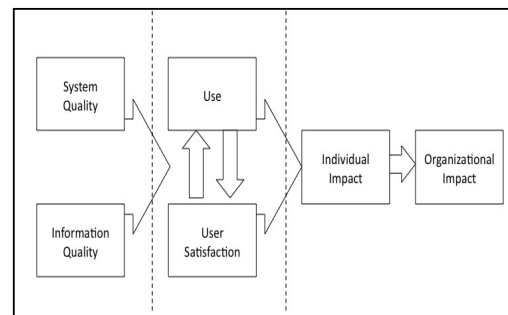 System
Quality
Use
Individual
Impact
Organizational
Impact
Information
Quality
User
Satisfaction